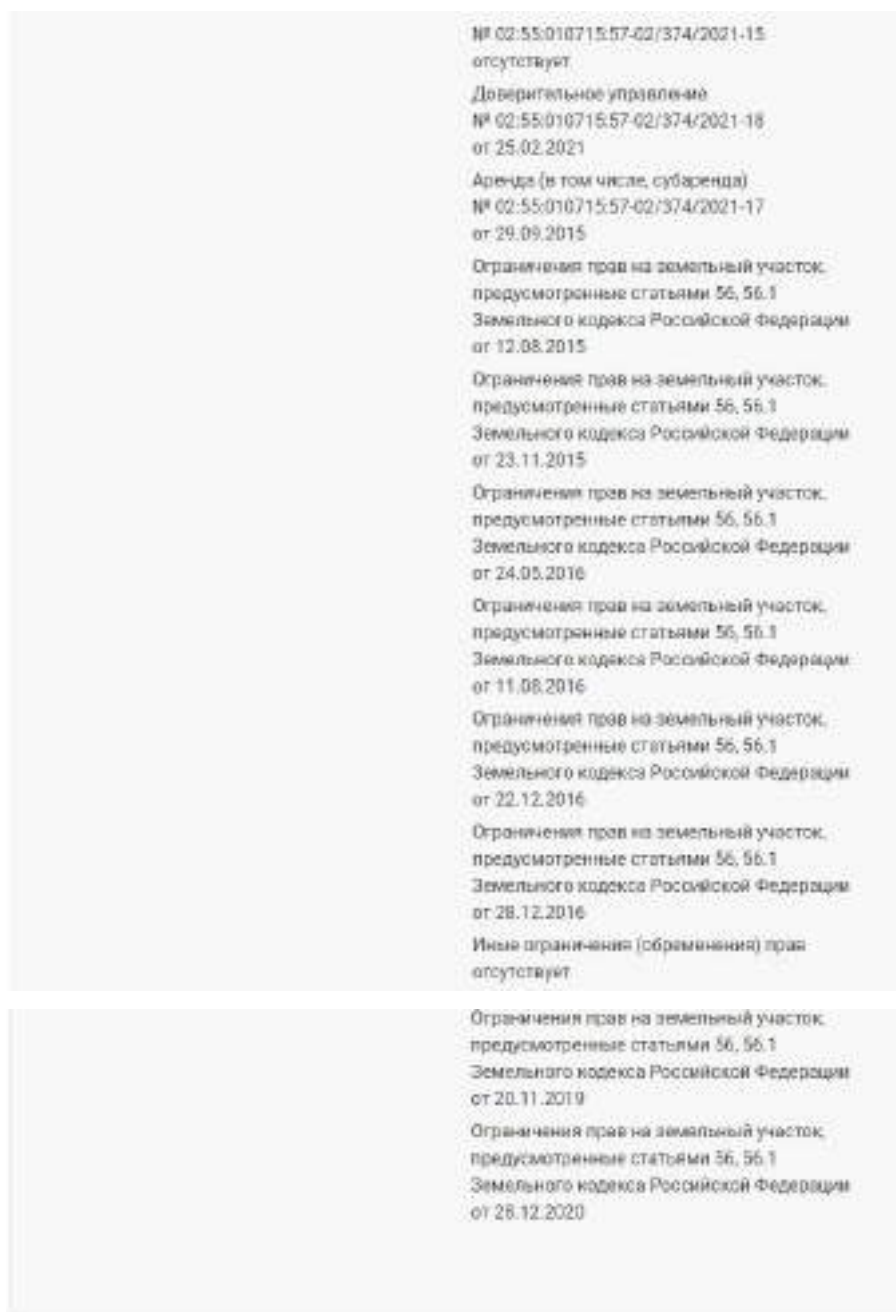 № 02:55:010715:57-02/374/2021-15
отсутствует
Доверительное управление
№ 02:55:010715:57-02/374/2021-18
от 25.02.2021
Аренда (в том числе, субаренда)
№ 02:55:010715:57-02/374/2021-17
от 29.09.2015
Ограничения прав на земельный участок,
предусмотренные статьями 56, 56.1
Земельного кодекса Российской Федерации
от 12.08.2015
Ограничения прав на земельный участок,
предусмотренные статьями 56, 56.1
Земельного кодекса Российской Федерации
от 23.11.2015
Ограничения прав на земельный участок,
предусмотренные статьями 56, 56.1
Земельного кодекса Российской Федерации
от 24.05.2016
Ограничения прав на земельный участок,
предусмотренные статьями 56, 56.1
Земельного кодекса Российской Федерации
от 11.08.2016
Ограничения прав на земельный участок,
предусмотренные статьями 56, 56.1
Земельного кодекса Российской Федерации
от 22.12.2016
Ограничения прав на земельный участок,
предусмотренные статьями 56, 56.1
Земельного кодекса Российской Федерации
от 28.12.2016
Иные ограничения (обременения) прав
отсутствует
Ограничения прав на земельный участок,
предусмотренные статьями 56, 56.1
Земельного кодекса Российской Федерации
от 20.11.2019
Ограничения прав на земельный участок,
предусмотренные статьями 56, 56.1
Земельного кодекса Российской Федерации
от 28.12.2020